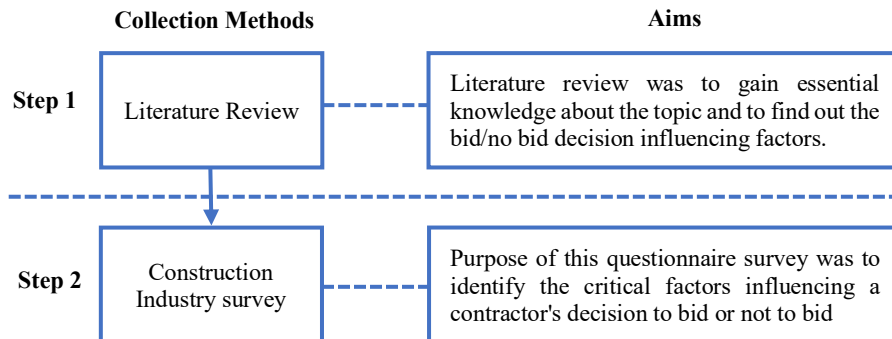 Collection Methods
Aims
Step 1
Literature Review
Literature review was to gain essential
knowledge about the topic and to find out the
bid/no bid decision influencing factors.
Step 2
Construction
Industry survey
Purpose of this questionnaire survey was to
identify the critical factors influencing a
contractor's decision to bid or not to bid